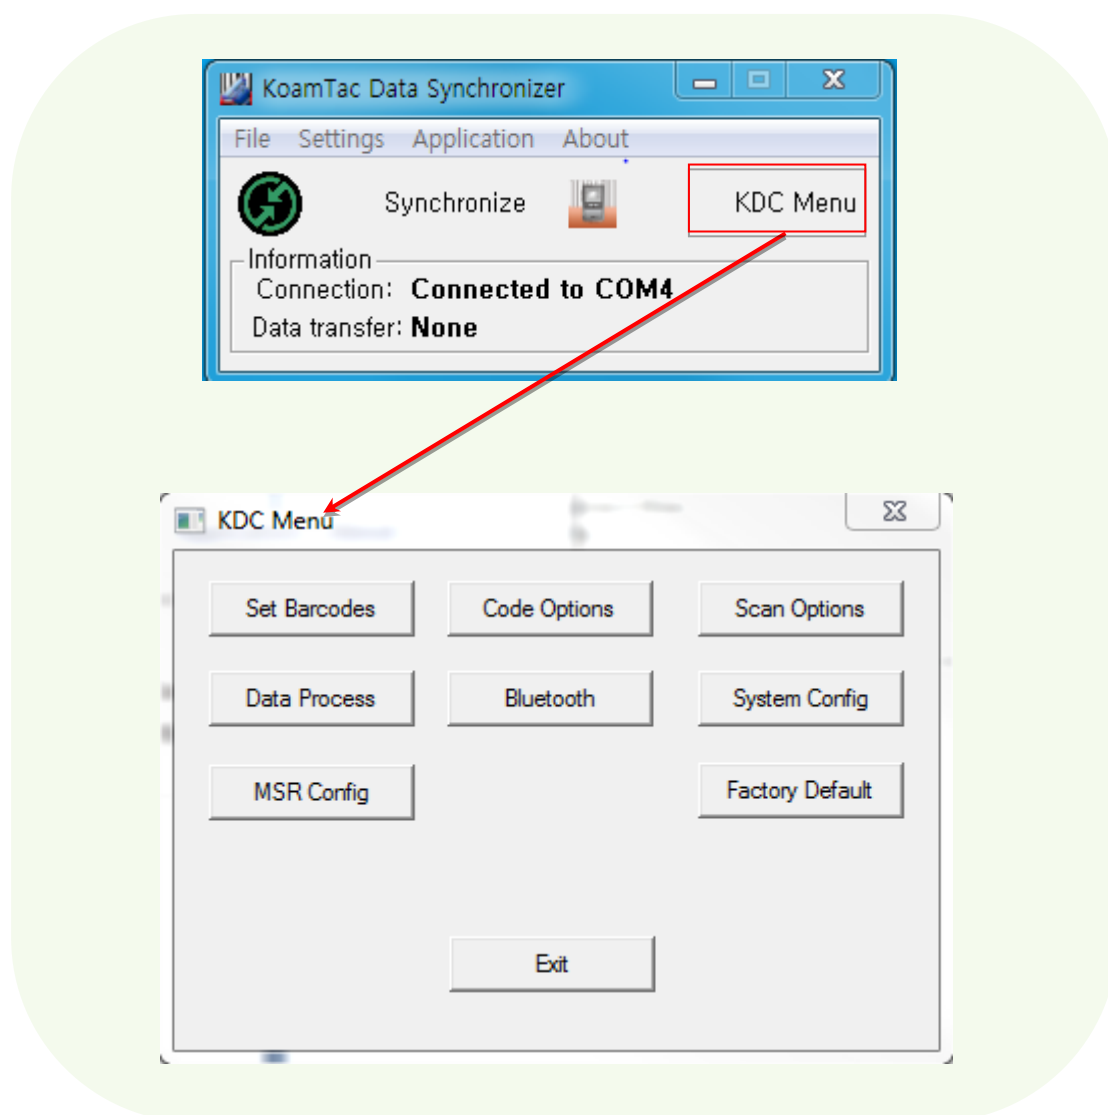 KoamTac Data Synchronizer
File Settings Application About
Synchronize KDC Menu
Information
Connection: Connected to COM4
Data transfer: None
KDC Menu
Set Barcodes Code Options Scan Options
Data Process Bluetooth System Config
MSR Config Factory Default
Exit